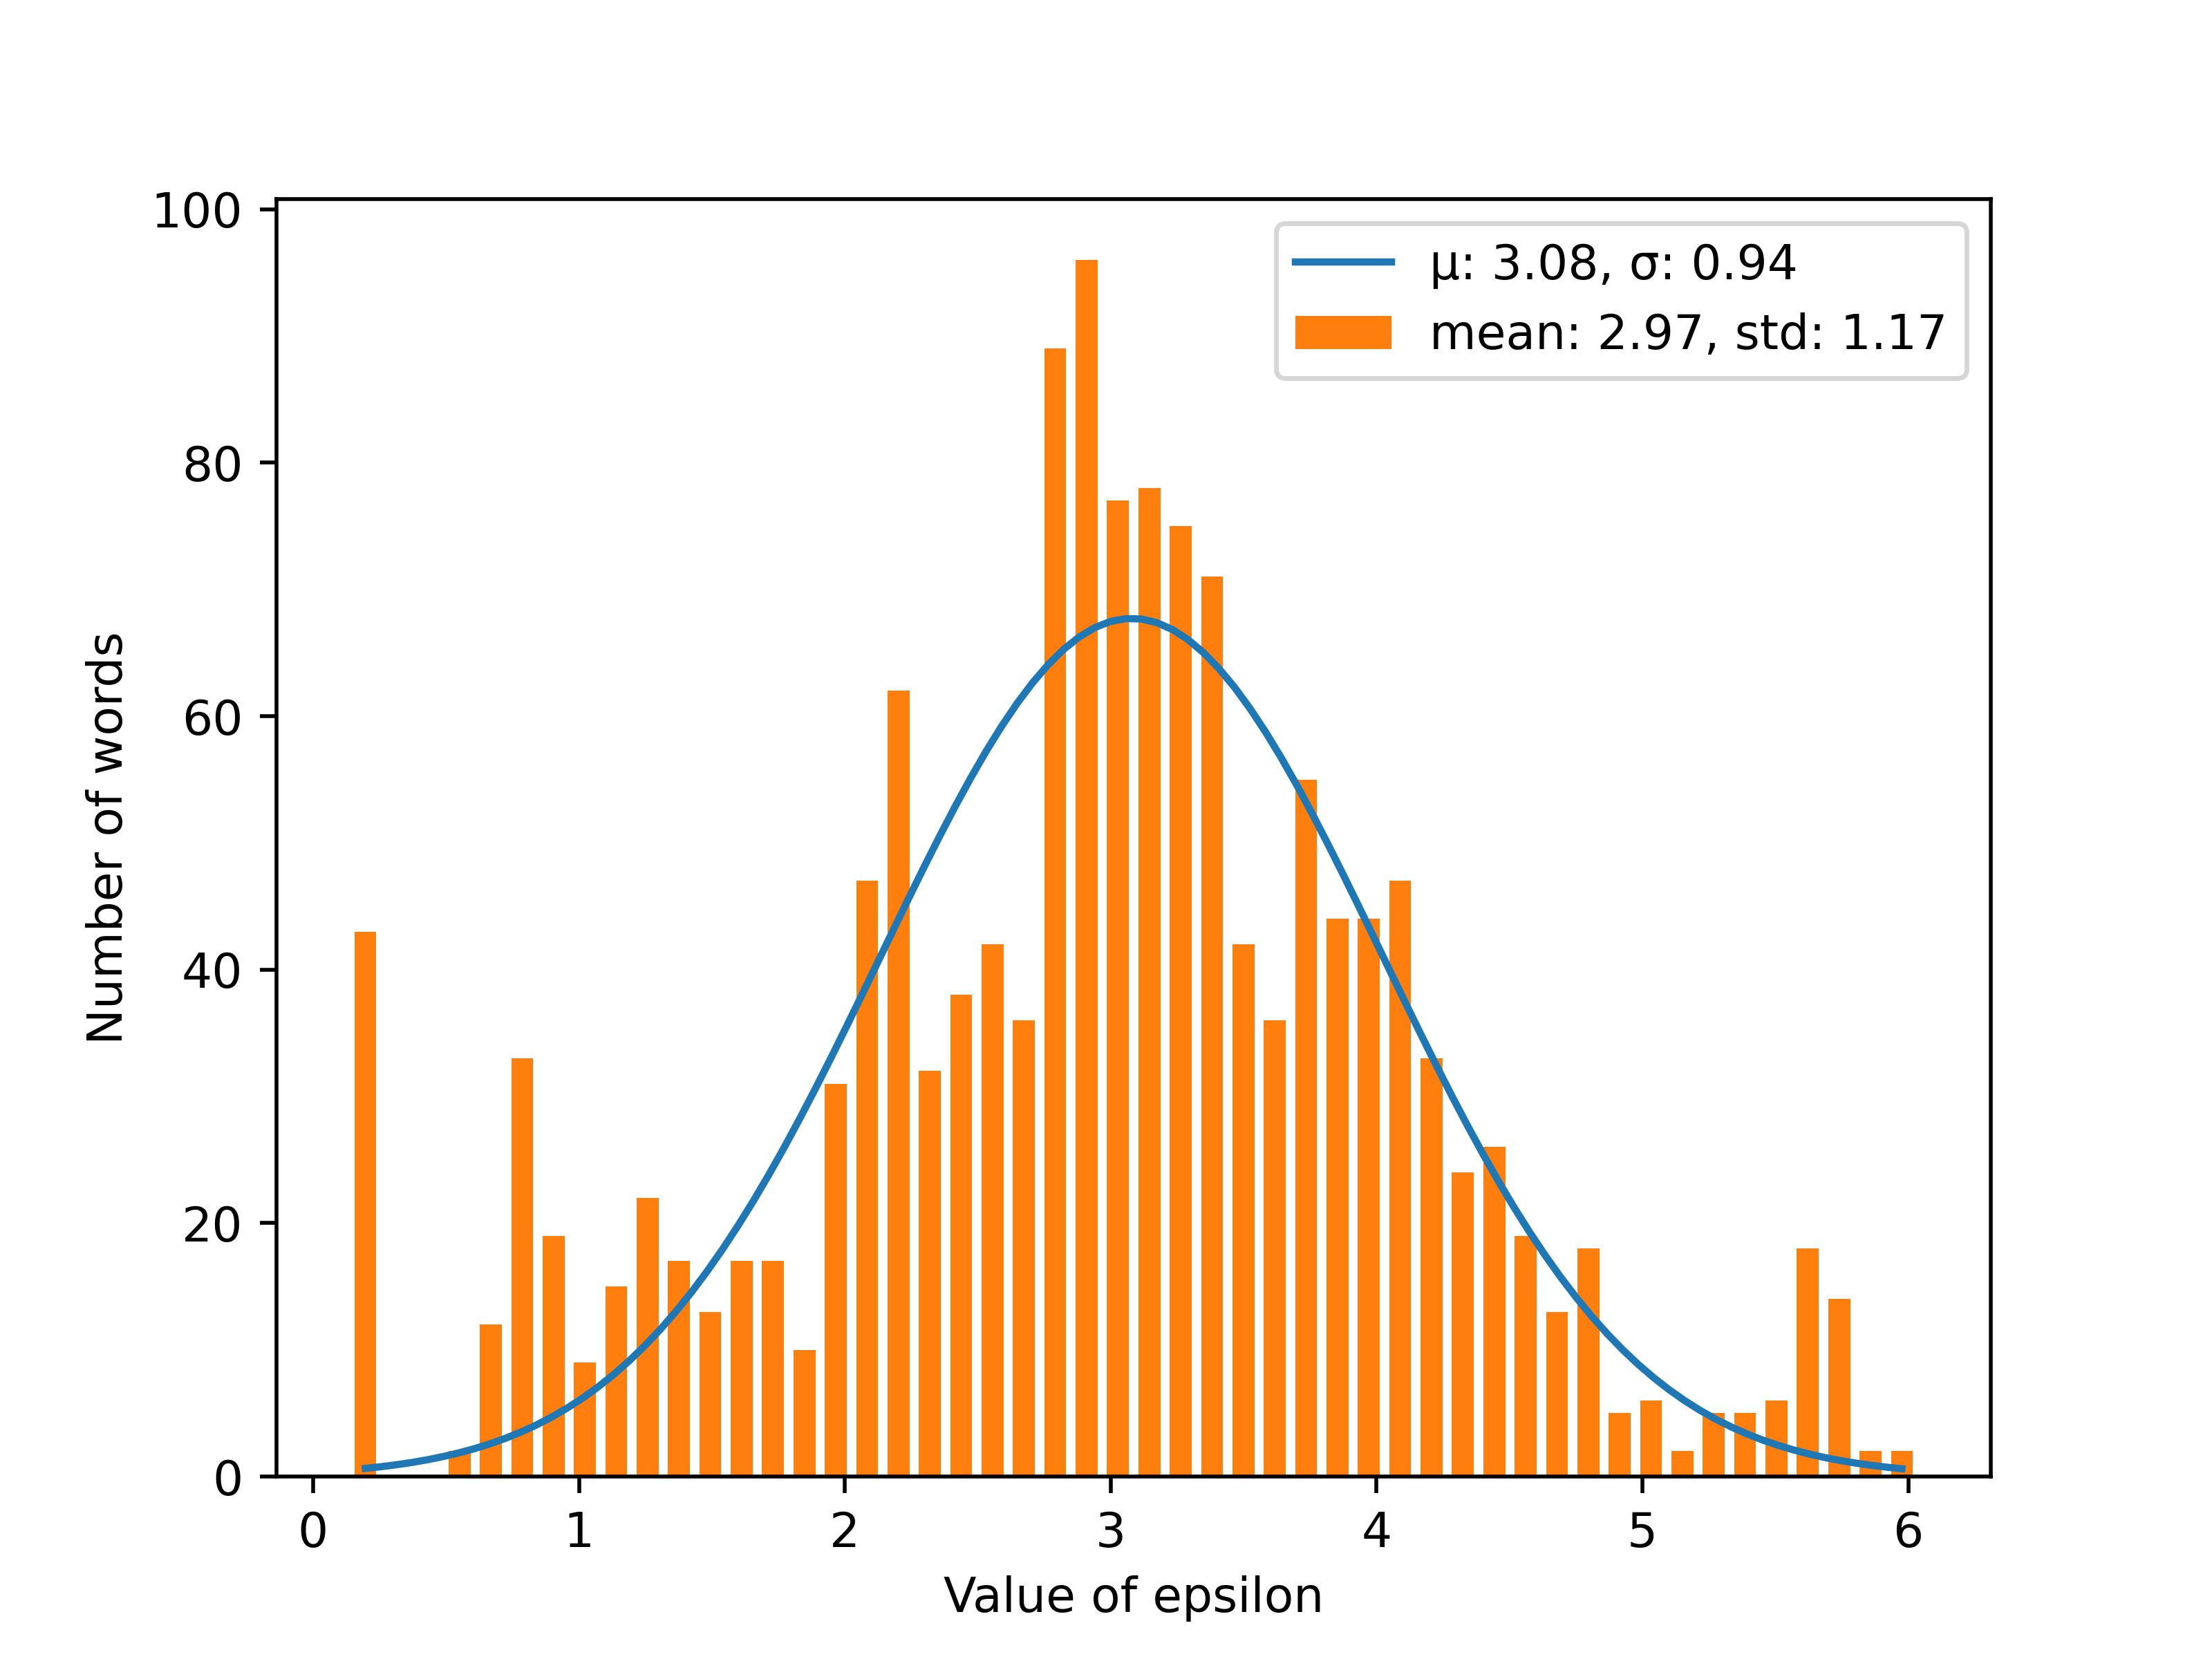 μ: 3.08, σ: 0.94
mean: 2.97, std: 1.17
100
80
60
40
20
0
Number of words
0 1 2 3 4 5 6
Value of epsilon